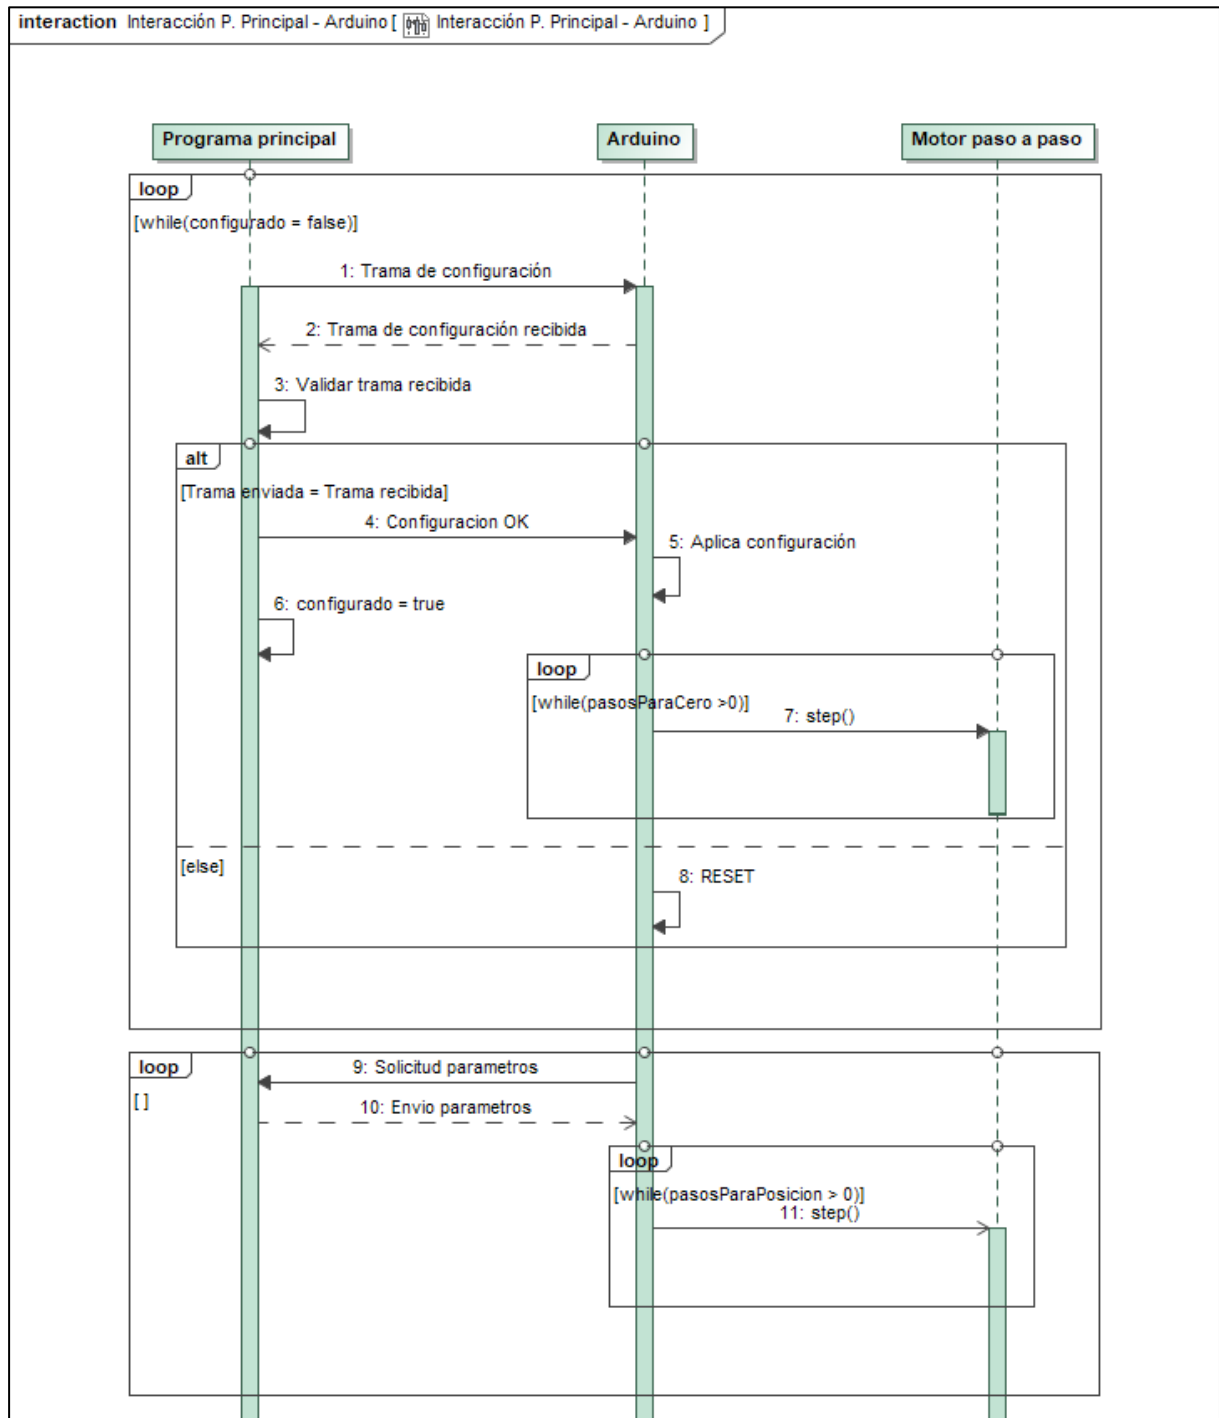 interaction Interacción P. Principal - Arduino [ Interacción P. Principal - Arduino ]
Programa principal
Arduino
Motor paso a paso
loop
[while(configurado = false)]
1: Trama de configuración
2: Trama de configuración recibida
3: Validar trama recibida
alt
[Trama enviada = Trama recibida]
4: Configuracion OK
5: Aplica configuración
6: configurado = true
loop
[while(pasosParaCero >0)]
7: step()
[else]
8: RESET
loop
9: Solicitud parametros
[ ]
10: Envio parametros
loop
[while(pasosParaPosicion > 0)]
11: step()